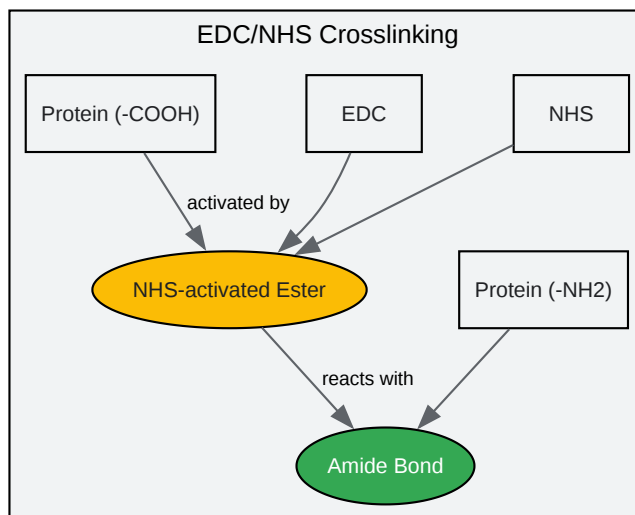 EDC/NHS Crosslinking
Protein (-COOH)
EDC
NHS
activated by
NHS-activated Ester
Protein (-NH2)
reacts with
Amide Bond